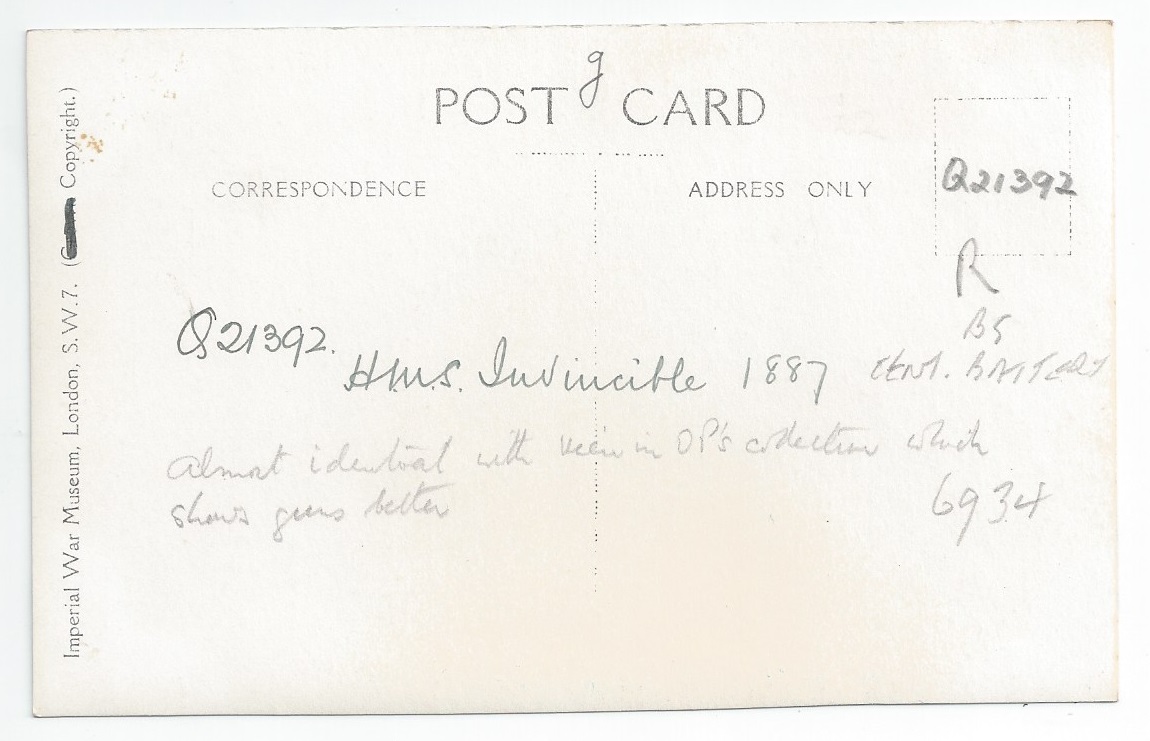 g
POST CARD
CORRESPONDENCE
ADDRESS ONLY
Q21392
R
BS
Q21392.
H.M.S. Invincible 1887
CENT. BATTERY
Almost identical with view in OP's collection which
shows guns better
6934
Imperial War Museum, London, S.W.7. ( Copyright.)